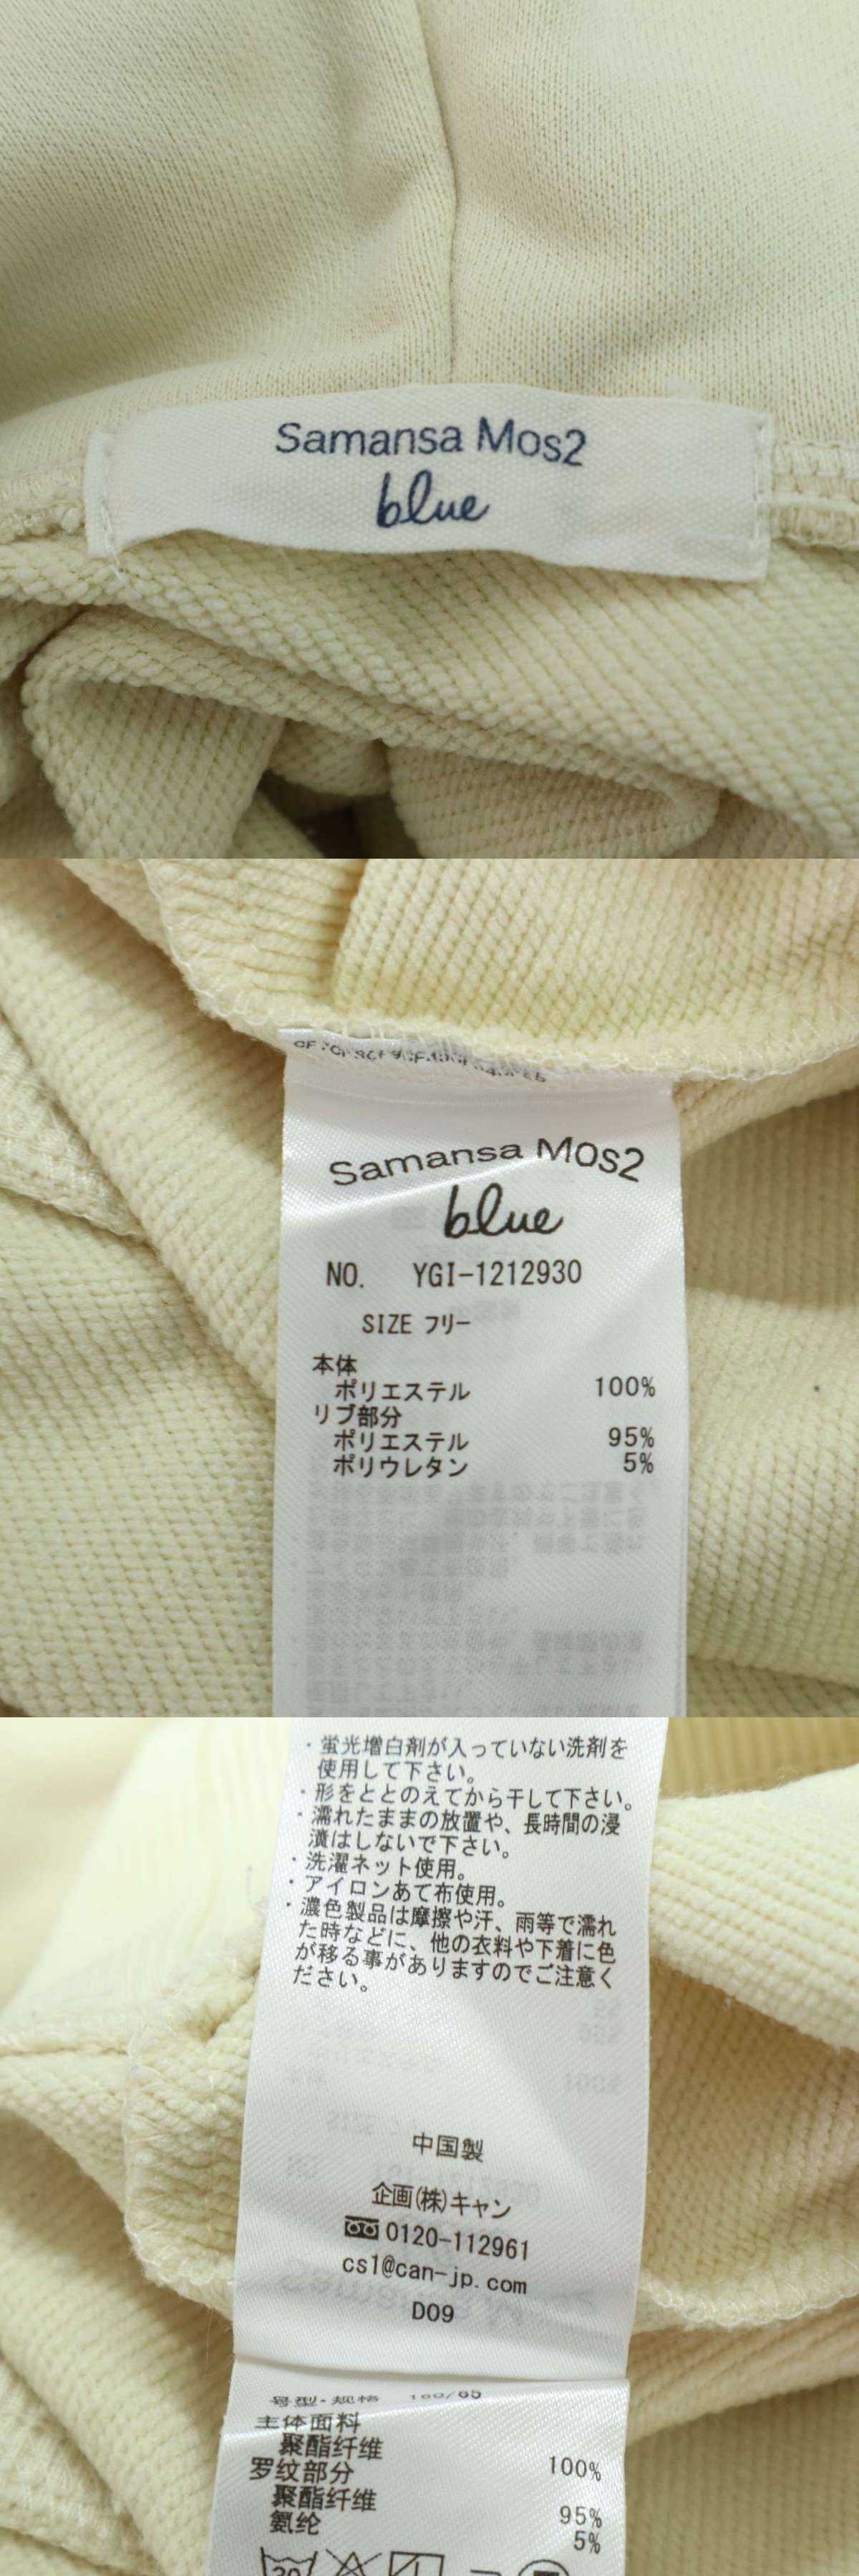 Samansa Mos2
blue
Samansa Mos2
blue
NO. YGI-1212930
SIZE フリー
本体
ポリエステル 100%
リブ部分
ポリエステル 95%
ポリウレタン 5%
・蛍光増白剤が入っていない洗剤を
使用して下さい。
・形をととのえてから干して下さい。
・濡れたままの放置や、長時間の浸
漬はしないで下さい。
・洗濯ネット使用。
・アイロンあて布使用。
・濃色製品は摩擦や汗、雨等で濡れ
た時などに、他の衣料や下着に色
が移る事がありますのでご注意く
ださい。
中国製
企画(株)キャン
0120-112961
cs1@can-jp.com
D09
号型·规格
主体面料
聚酯纤维 100%
罗纹部分
聚酯纤维 95%
氨纶 5%
30